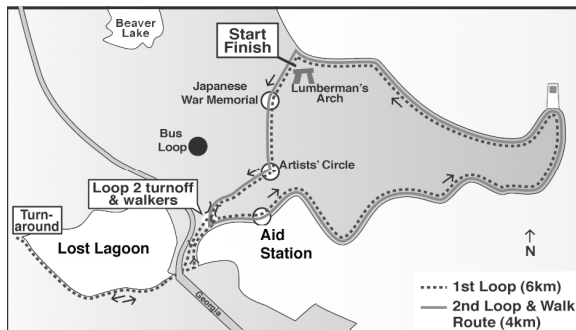 Beaver
Lake
Start
Finish
Japanese
War Memorial
Lumberman's
Arch
Bus
Loop
Artists' Circle
Loop 2 turnoff
& walkers
Turn-
around
Lost Lagoon
Aid
Station
N
Georgia
1st Loop (6km)
2nd Loop & Walk
Route (4km)